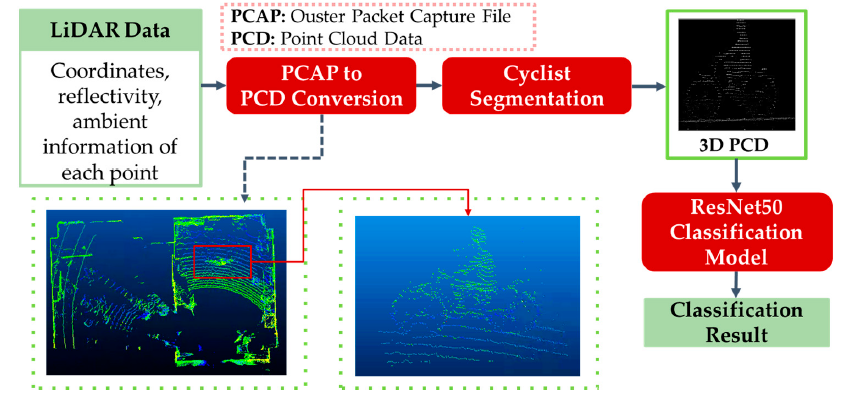 LiDAR Data
Coordinates,
reflectivity,
ambient
information of
each point
PCAP: Ouster Packet Capture File
PCD: Point Cloud Data
PCAP to
PCD Conversion
Cyclist
Segmentation
3D PCD
ResNet50
Classification
Model
Classification
Result